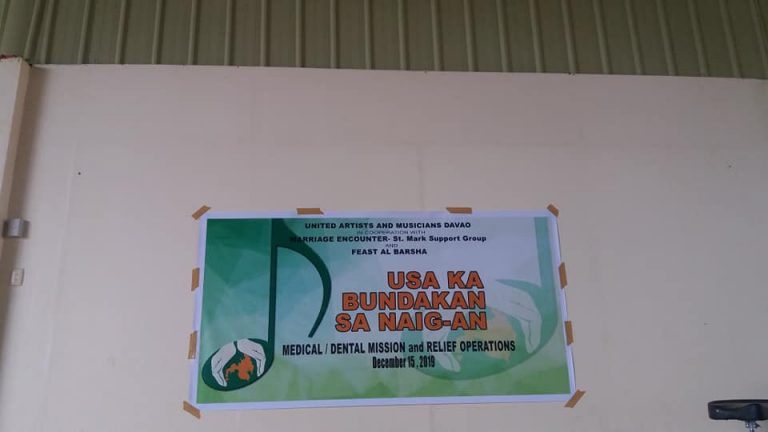 UNITED ARTISTS AND MUSICIANS DAVAO
IN COOPERATION WITH
MARRIAGE ENCOUNTER- St. Mark Support Group
AND
FEAST AL BARSHA
USA KA
BUNDAKAN
SA NAIG-AN
MEDICAL / DENTAL MISSION and RELIEF OPERATIONS
December 15 , 2019